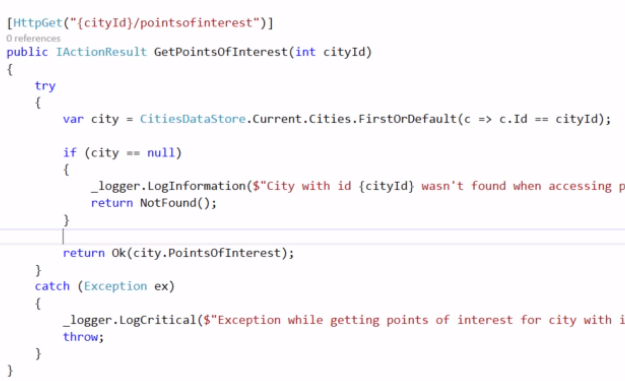 [HttpGet("{cityId}/pointsofinterest")]
0 references
public IActionResult GetPointsOfInterest(int cityId)
{
    try
    {
        var city = CitiesDataStore.Current.Cities.FirstOrDefault(c => c.Id == cityId);
        if (city == null)
        {
            _logger.LogInformation($"City with id {cityId} wasn't found when accessing p
            return NotFound();
        }
        return Ok(city.PointsOfInterest);
    }
    catch (Exception ex)
    {
        _logger.LogCritical($"Exception while getting points of interest for city with i
        throw;
    }
}